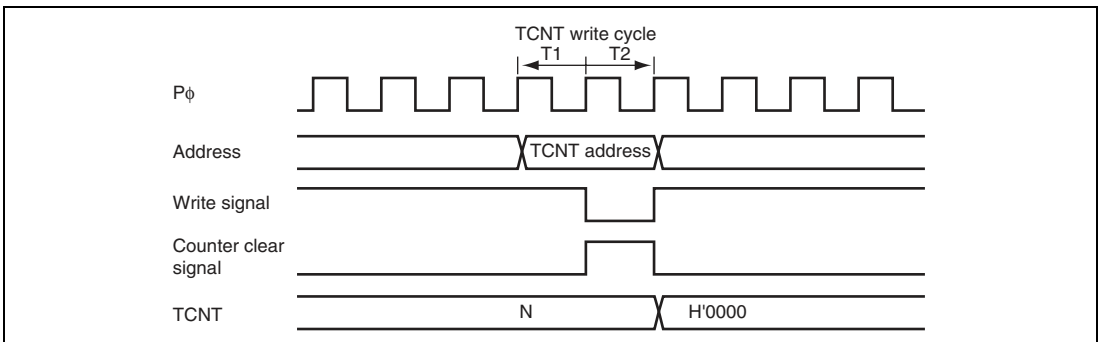 TCNT write cycle
T1 T2
Pϕ
Address
TCNT address
Write signal
Counter clear
signal
TCNT
N
H'0000